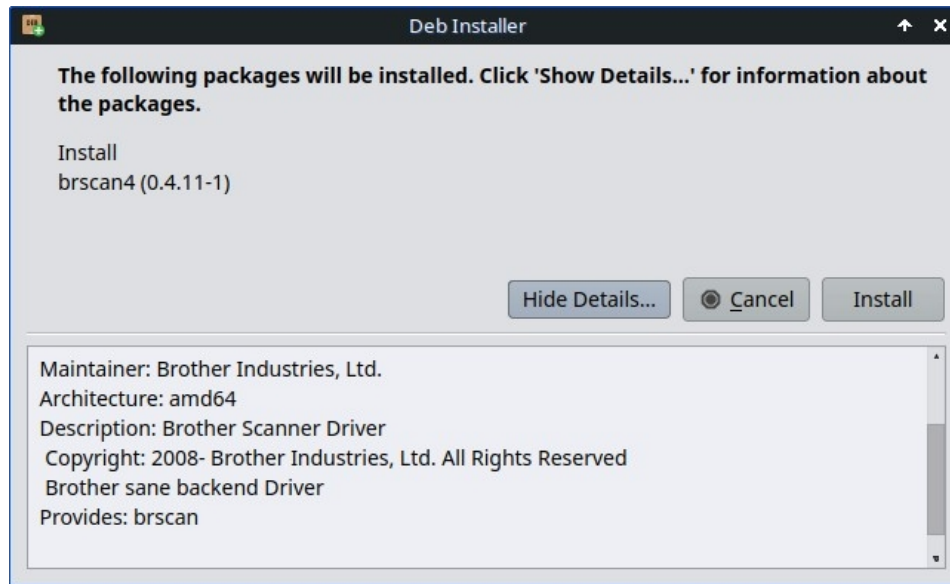 Deb Installer
The following packages will be installed. Click 'Show Details...' for information about
the packages.
Install
brscan4 (0.4.11-1)
Hide Details...
Cancel
Install
Maintainer: Brother Industries, Ltd.
Architecture: amd64
Description: Brother Scanner Driver
Copyright: 2008- Brother Industries, Ltd. All Rights Reserved
Brother sane backend Driver
Provides: brscan